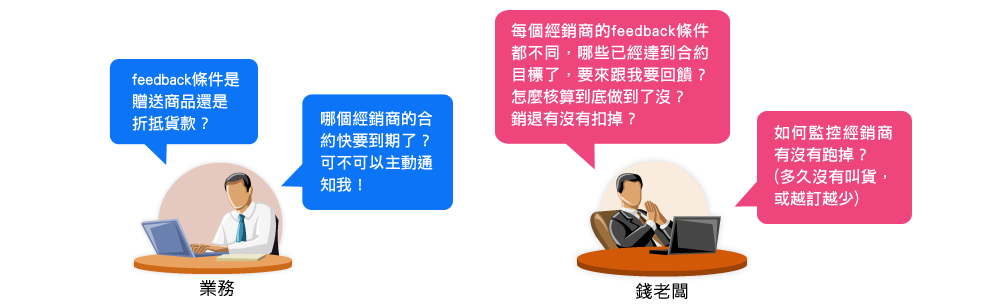 feedback條件是
贈送商品還是
折抵貨款？
哪個經銷商的合
約快要到期了？
可不可以主動通
知我！
業務
每個經銷商的feedback條件
都不同，哪些已經達到合約
目標了，要來跟我要回饋？
怎麼核算到底做到了沒？
銷退有沒有扣掉？
如何監控經銷商
有沒有跑掉？
(多久沒有叫貨，
或越訂越少)
錢老闆